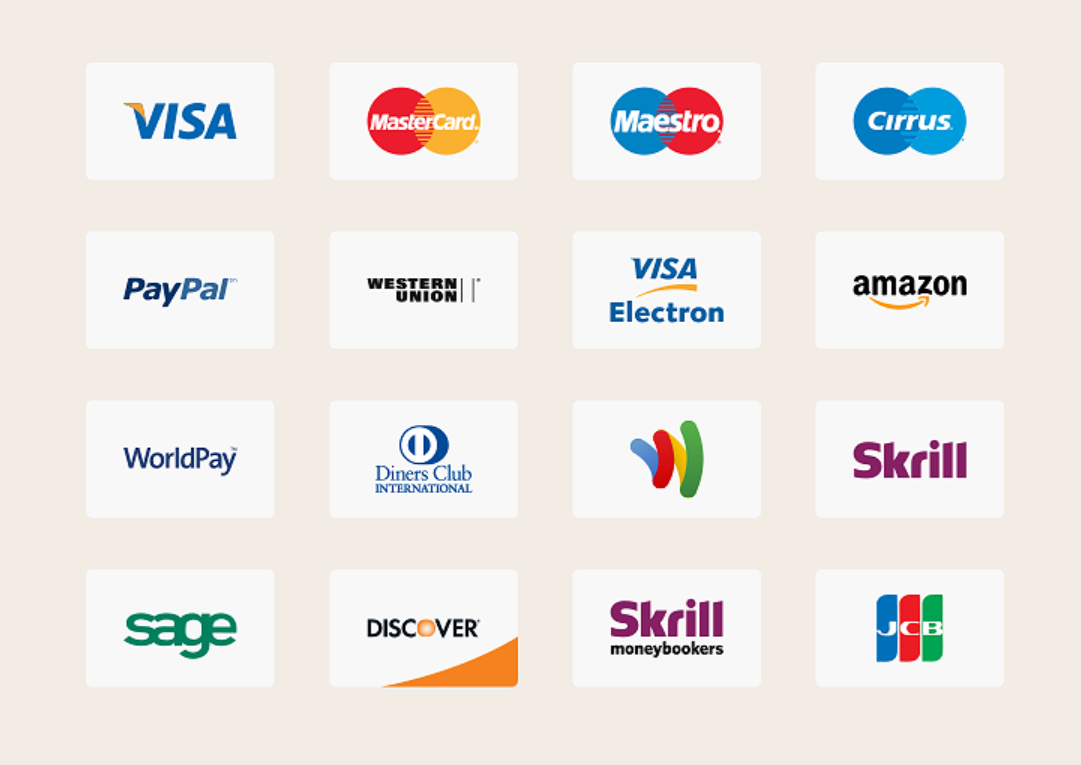 VISA
MasterCard.
Maestro
Cirrus
PayPal
WESTERN
UNION
VISA
Electron
amazon
WorldPay
Diners Club
INTERNATIONAL
Skrill
sage
DISCOVER
Skrill
moneybookers
JCB